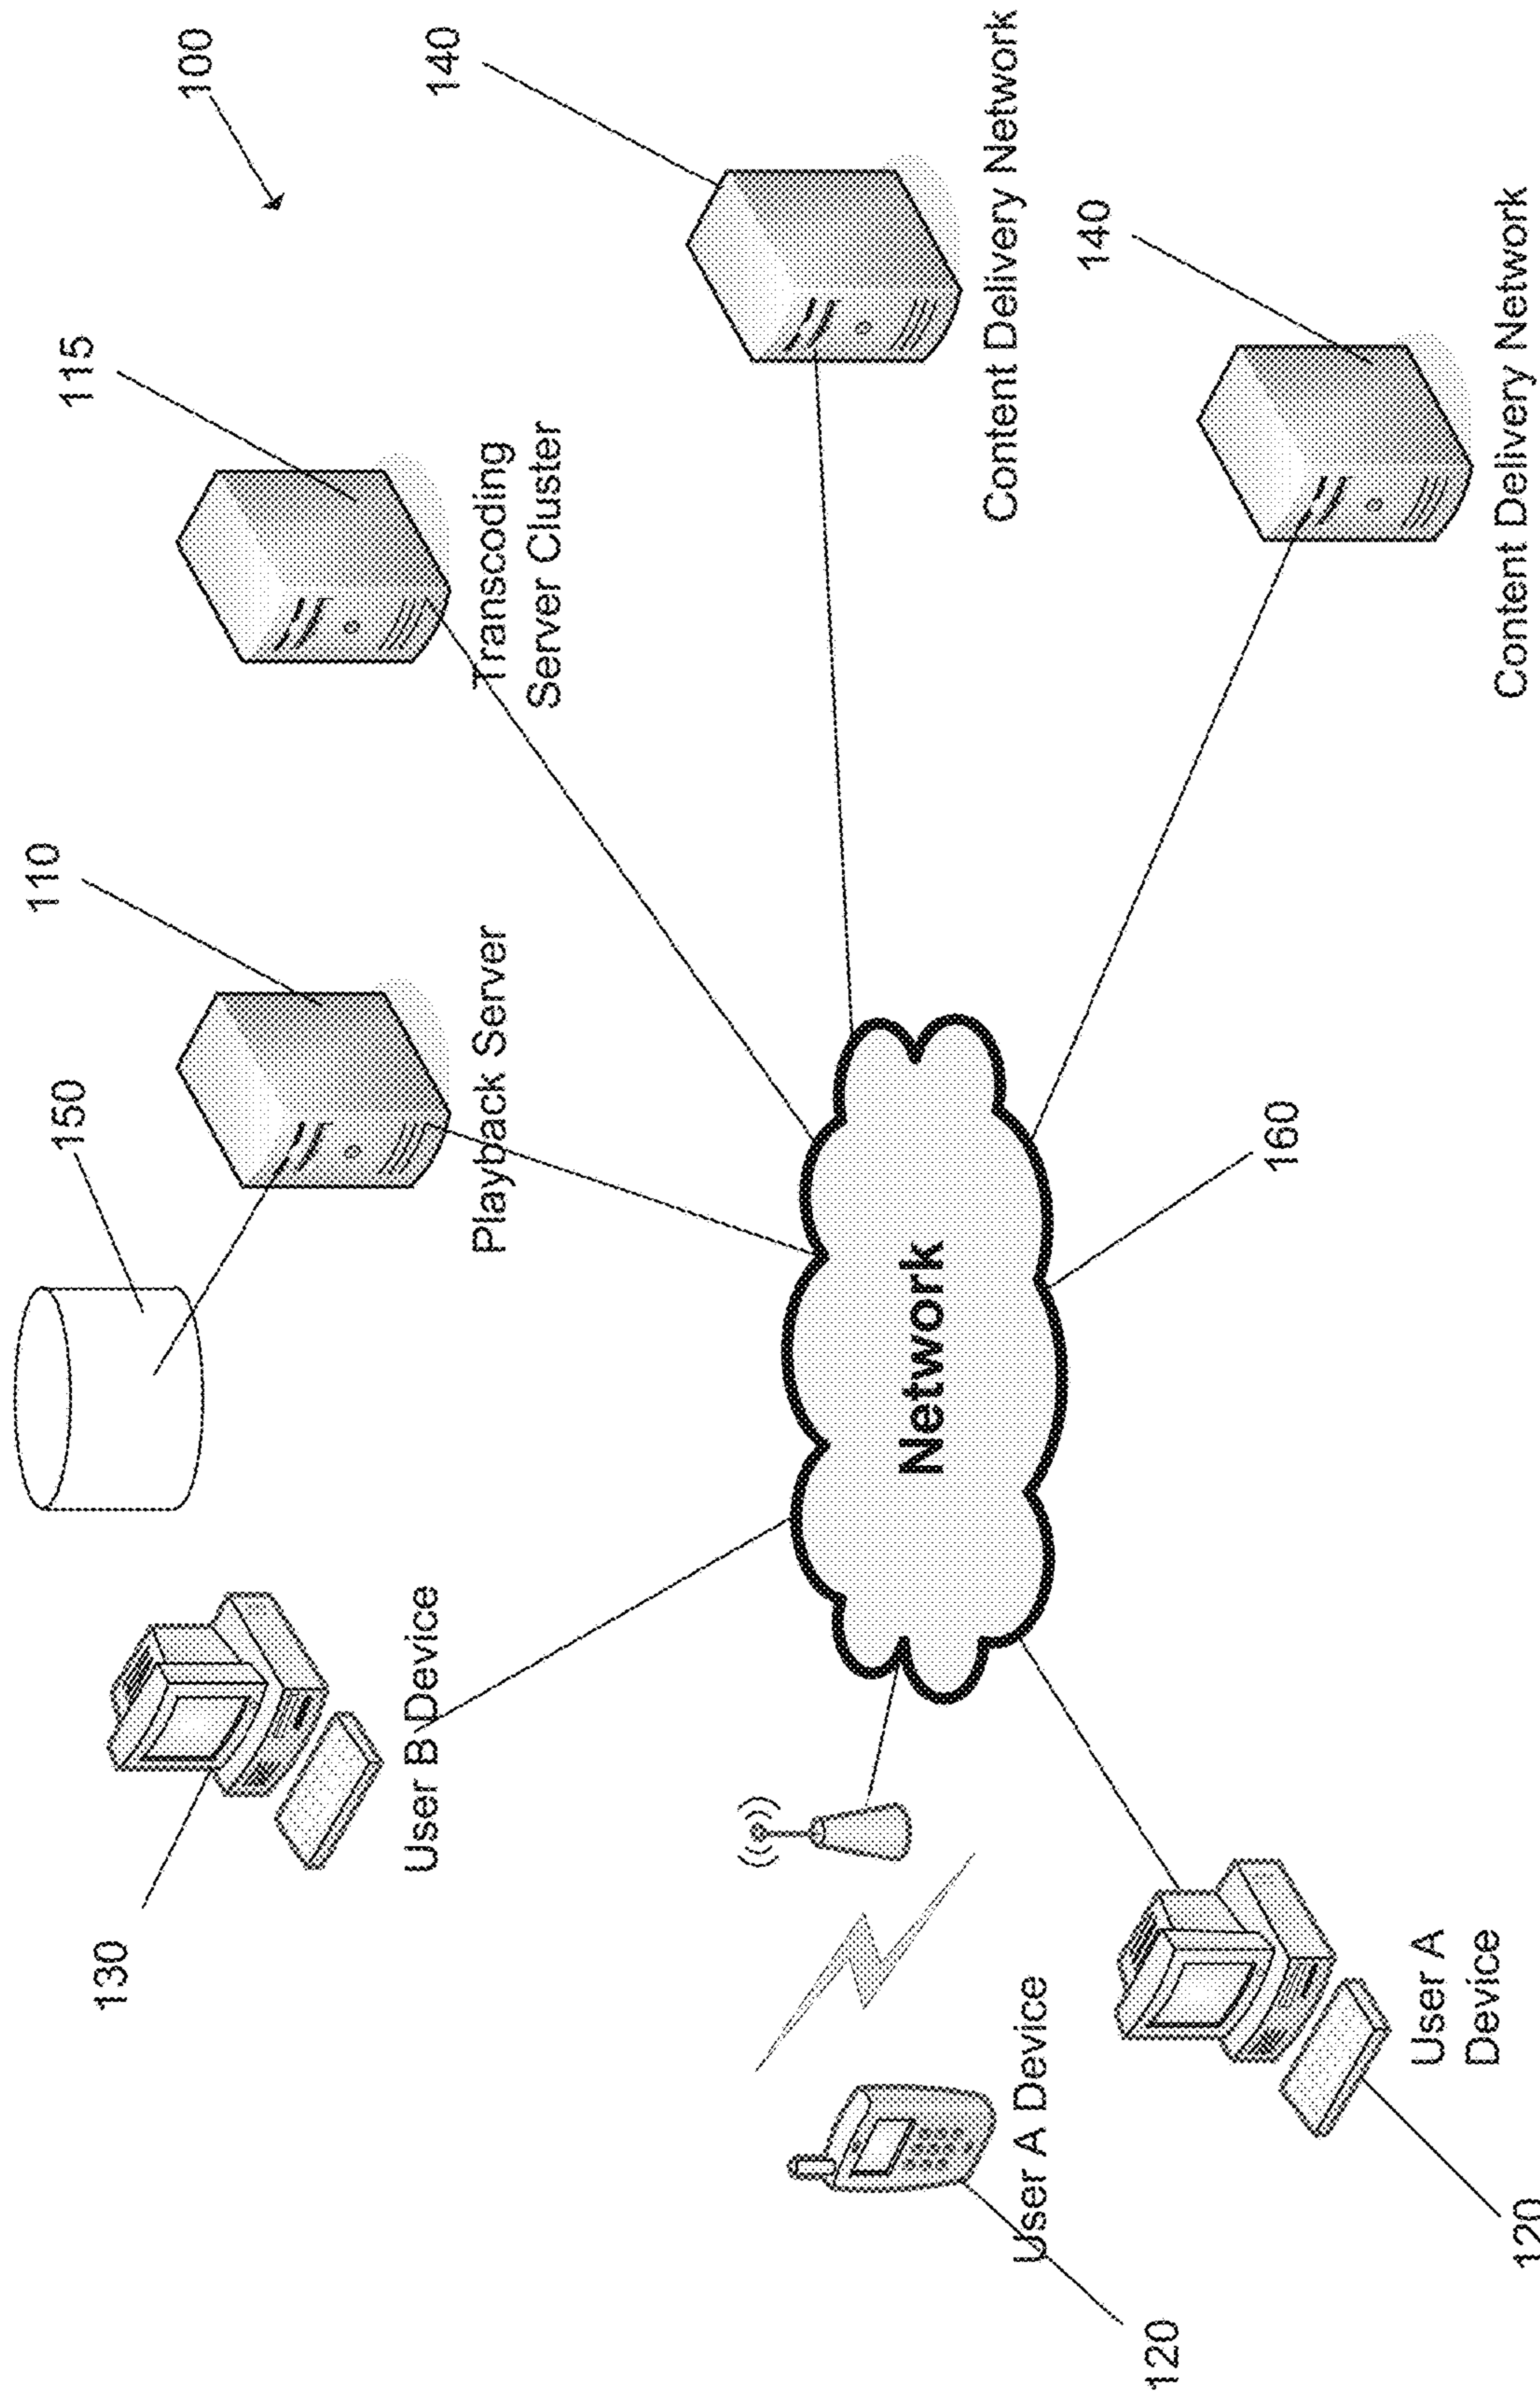 110
150
115
130
100
User B Device
140
Playback Server
Transcoding
Server Cluster
Network
Content Delivery Network
User A Device
140
120
160
User A
Device
Content Delivery Network
120